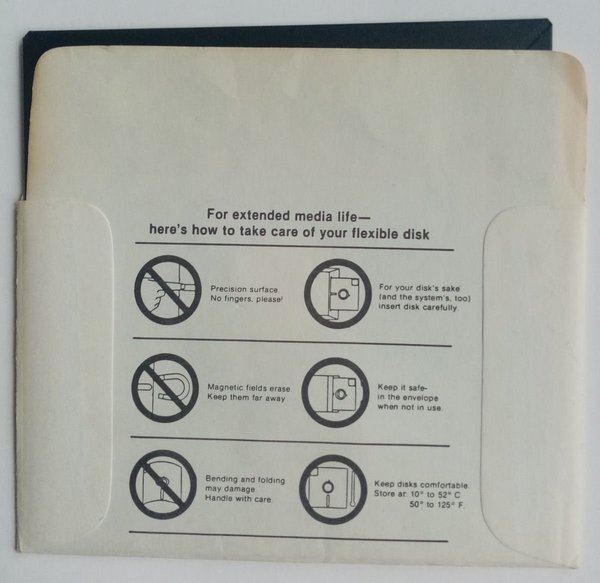 For extended media life—
here's how to take care of your flexible disk
Precision surface.
No fingers, please!
For your disk's sake
(and the system's, too)
insert disk carefully.
Magnetic fields erase.
Keep them far away
Keep it safe-
in the envelope
when not in use.
Bending and folding
may damage.
Handle with care.
Keep disks comfortable.
Store at: 10° to 52° C
50° to 125° F.